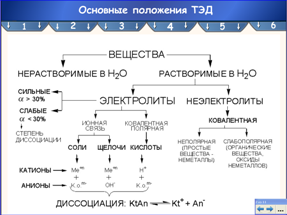 Основные положения ТЭД
1 2 3 4 5 6
ВЕЩЕСТВА
НЕРАСТВОРИМЫЕ В H2O РАСТВОРИМЫЕ В H2O
СИЛЬНЫЕ
α > 30%
СЛАБЫЕ
α < 30%
СТЕПЕНЬ
ДИССОЦИАЦИИ
ЭЛЕКТРОЛИТЫ НЕЭЛЕКТРОЛИТЫ
ИОННАЯ
СВЯЗЬ
КОВАЛЕНТНАЯ
ПОЛЯРНАЯ
КОВАЛЕНТНАЯ
НЕПОЛЯРНАЯ
(ПРОСТЫЕ
ВЕЩЕСТВА -
НЕМЕТАЛЛЫ)
СЛАБОПОЛЯРНАЯ
(ОРГАНИЧЕСКИЕ
ВЕЩЕСТВА,
ОКСИДЫ
НЕМЕТАЛЛОВ)
СОЛИ ЩЕЛОЧИ КИСЛОТЫ
КАТИОНЫ Me Me H+
+ + +
АНИОНЫ К.о. OH- К.о.
ДИССОЦИАЦИЯ: KtAn Kt+ + An-